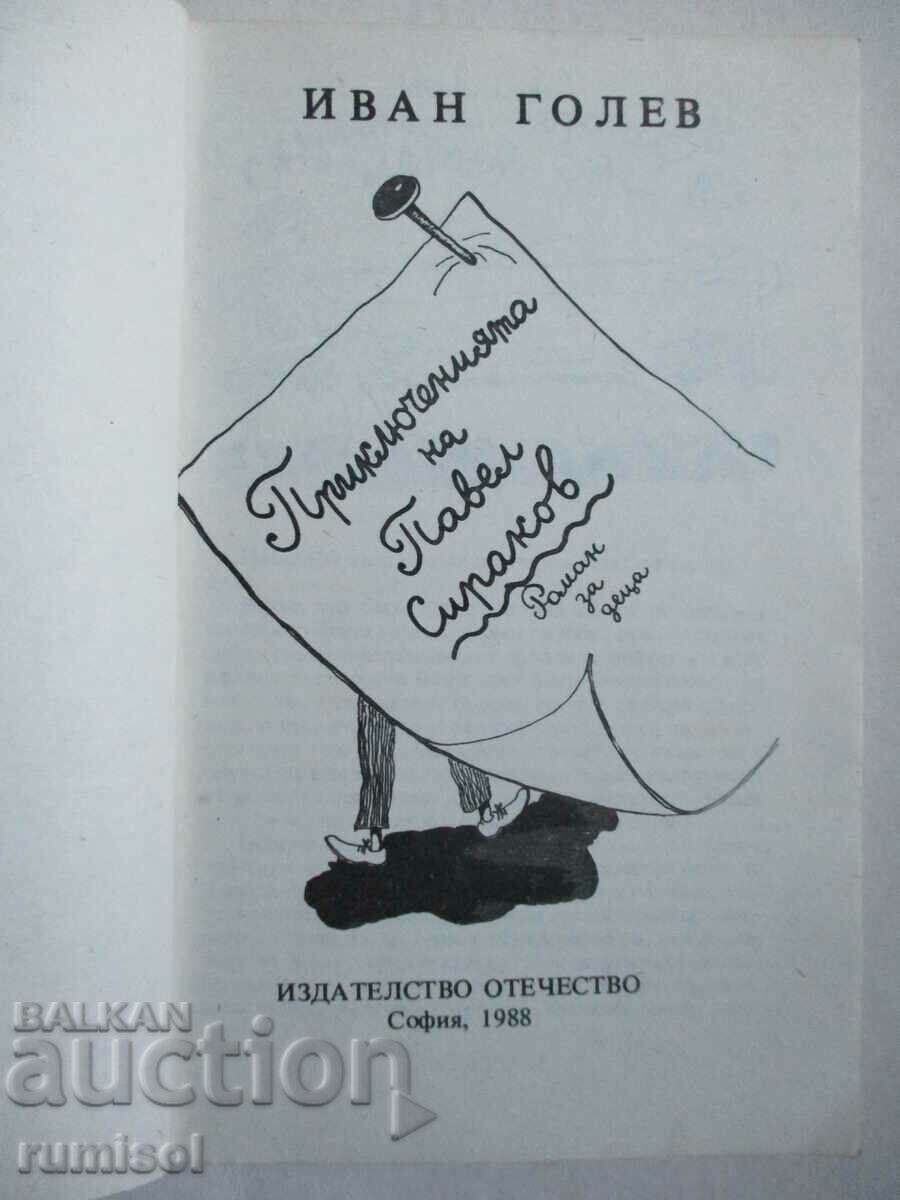 ИВАН ГОЛЕВ
Приключенията
на
Павел
Сираков
Роман
за
деца
ИЗДАТЕЛСТВО ОТЕЧЕСТВО
София, 1988
BALKAN
auction
rumisol